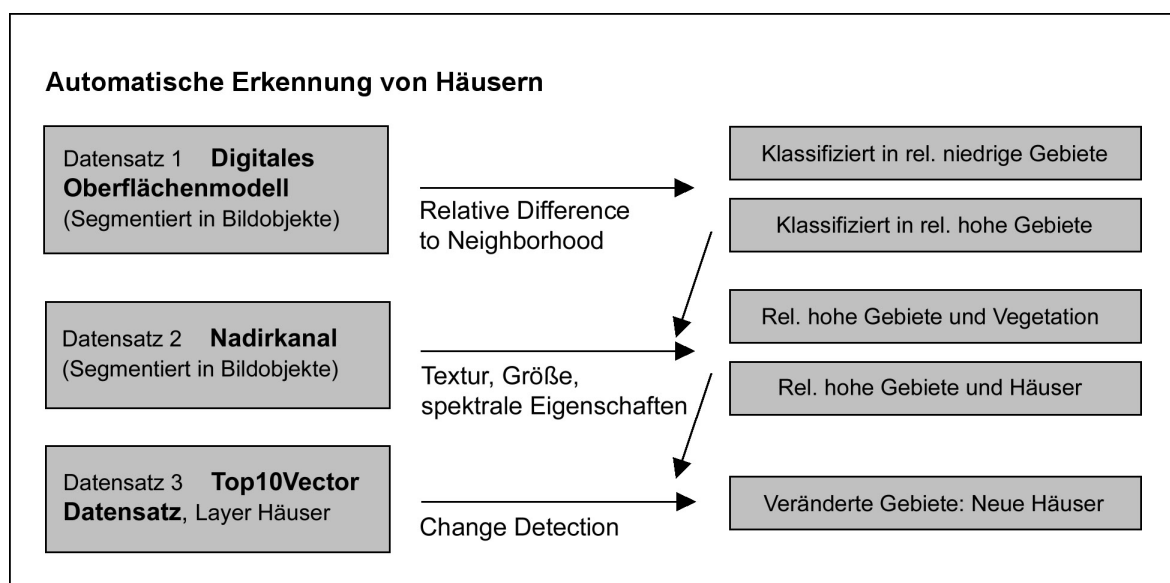 Automatische Erkennung von Häusern
Datensatz 1 Digitales
Oberflächenmodell
(Segmentiert in Bildobjekte)
Relative Difference
to Neighborhood
Klassifiziert in rel. niedrige Gebiete
Klassifiziert in rel. hohe Gebiete
Datensatz 2 Nadirkanal
(Segmentiert in Bildobjekte)
Textur, Größe,
spektrale Eigenschaften
Rel. hohe Gebiete und Vegetation
Rel. hohe Gebiete und Häuser
Datensatz 3 Top10Vector
Datensatz, Layer Häuser
Change Detection
Veränderte Gebiete: Neue Häuser